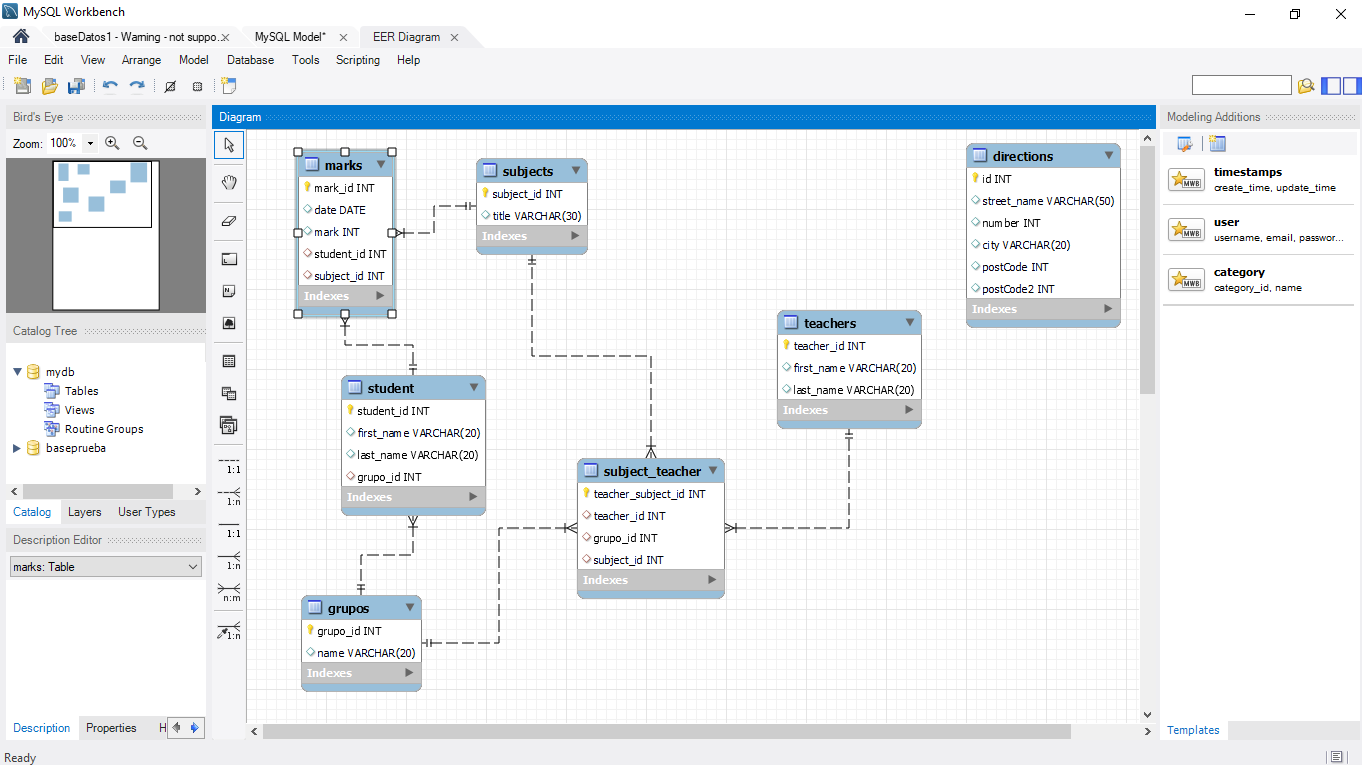 MySQL Workbench
baseDatos1 - Warning - not suppo...
MySQL Model*
EER Diagram
File Edit View Arrange Model Database Tools Scripting Help
Bird's Eye
Zoom: 100%
Catalog Tree
mydb
Tables
Views
Routine Groups
baseprueba
Catalog Layers User Types
Description Editor
marks: Table
Description Properties H
1:1
1:n
1:1
1:n
n:m
1:n
Diagram
marks
mark_id INT
date DATE
mark INT
student_id INT
subject_id INT
Indexes
subjects
subject_id INT
title VARCHAR(30)
Indexes
directions
id INT
street_name VARCHAR(50)
number INT
city VARCHAR(20)
postCode INT
postCode2 INT
Indexes
teachers
teacher_id INT
first_name VARCHAR(20)
last_name VARCHAR(20)
Indexes
student
student_id INT
first_name VARCHAR(20)
last_name VARCHAR(20)
grupo_id INT
Indexes
subject_teacher
teacher_subject_id INT
teacher_id INT
grupo_id INT
subject_id INT
Indexes
grupos
grupo_id INT
name VARCHAR(20)
Indexes
Modeling Additions
MWB
timestamps
create_time, update_time
MWB
user
username, email, passwor...
MWB
category
category_id, name
Templates
Ready